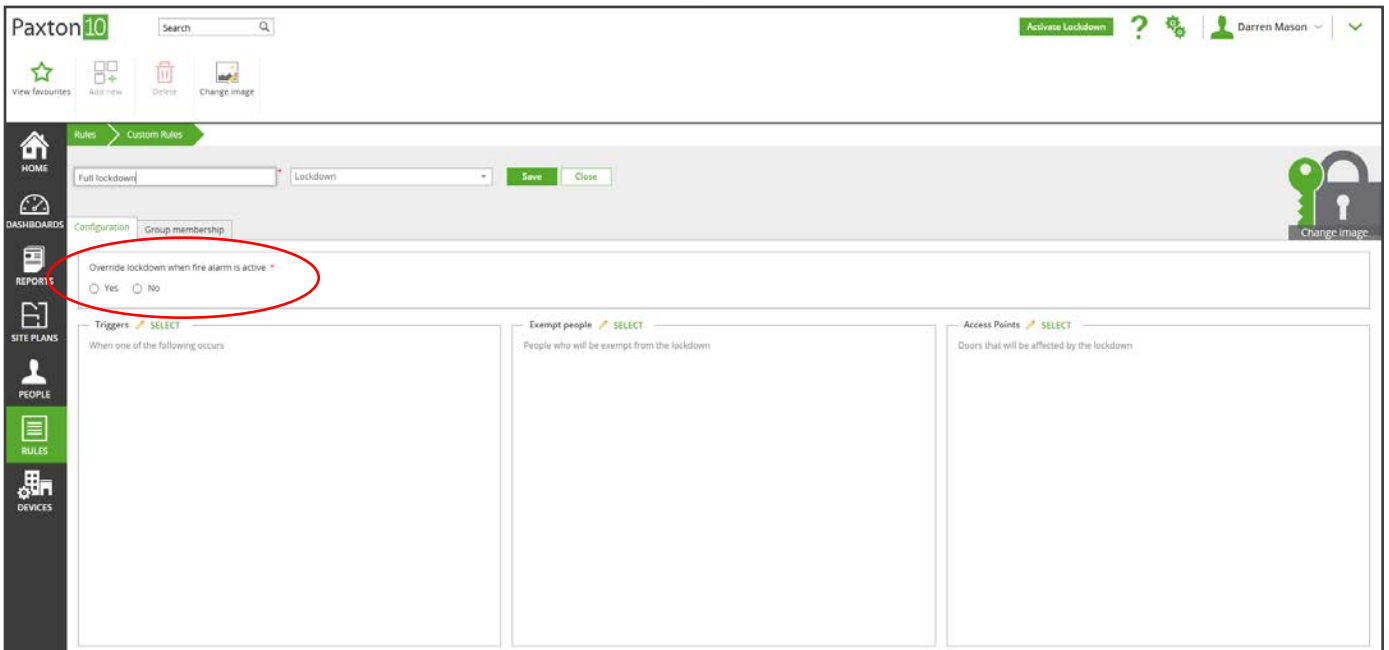 Paxton10
Search
Activate Lockdown
?
Darren Mason
View favourites
Add new
Delete
Change image
HOME
DASHBOARDS
REPORTS
SITE PLANS
PEOPLE
RULES
DEVICES
Rules
Custom Rules
Full lockdown
*
Lockdown
Save
Close
Change image
Configuration
Group membership
Override lockdown when fire alarm is active *
Yes
No
Triggers SELECT
When one of the following occurs
Exempt people SELECT
People who will be exempt from the lockdown
Access Points SELECT
Doors that will be affected by the lockdown